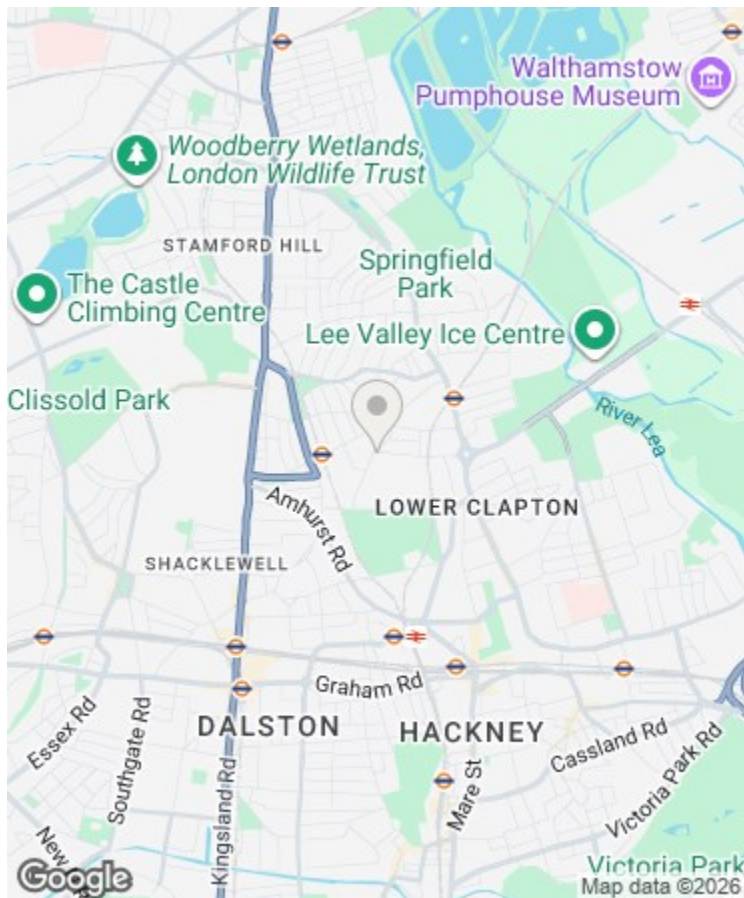 Walthamstow
Pumphouse Museum
Woodberry Wetlands,
London Wildlife Trust
STAMFORD HILL
Springfield
Park
The Castle
Climbing Centre
Lee Valley Ice Centre
Clissold Park
River Lea
LOWER CLAPTON
Amhurst Rd
SHACKLEWELL
Graham Rd
DALSTON
HACKNEY
Essex Rd
Southgate Rd
Kingsland Rd
Mare St
Cassland Rd
Victoria Park Rd
New
Victoria Park
Google
Map data ©2026